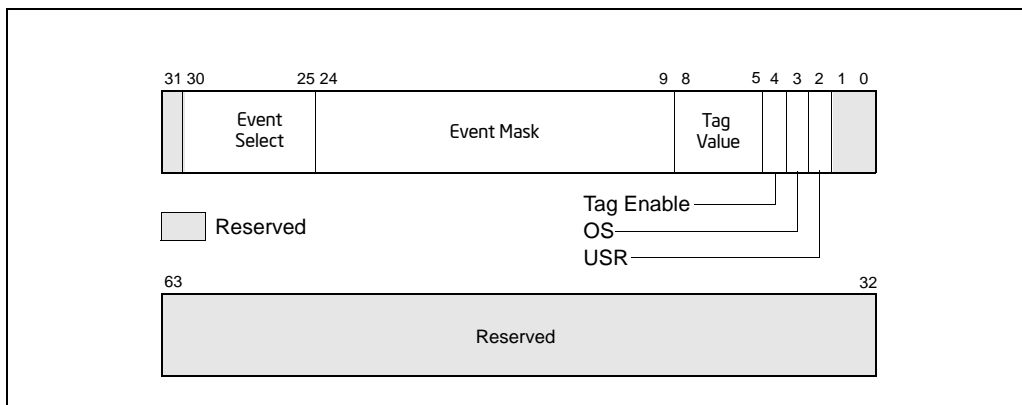 31 30 25 24 9 8 5 4 3 2 1 0
Event
Select
Event Mask
Tag
Value
Tag Enable
OS
USR
Reserved
63 32
Reserved